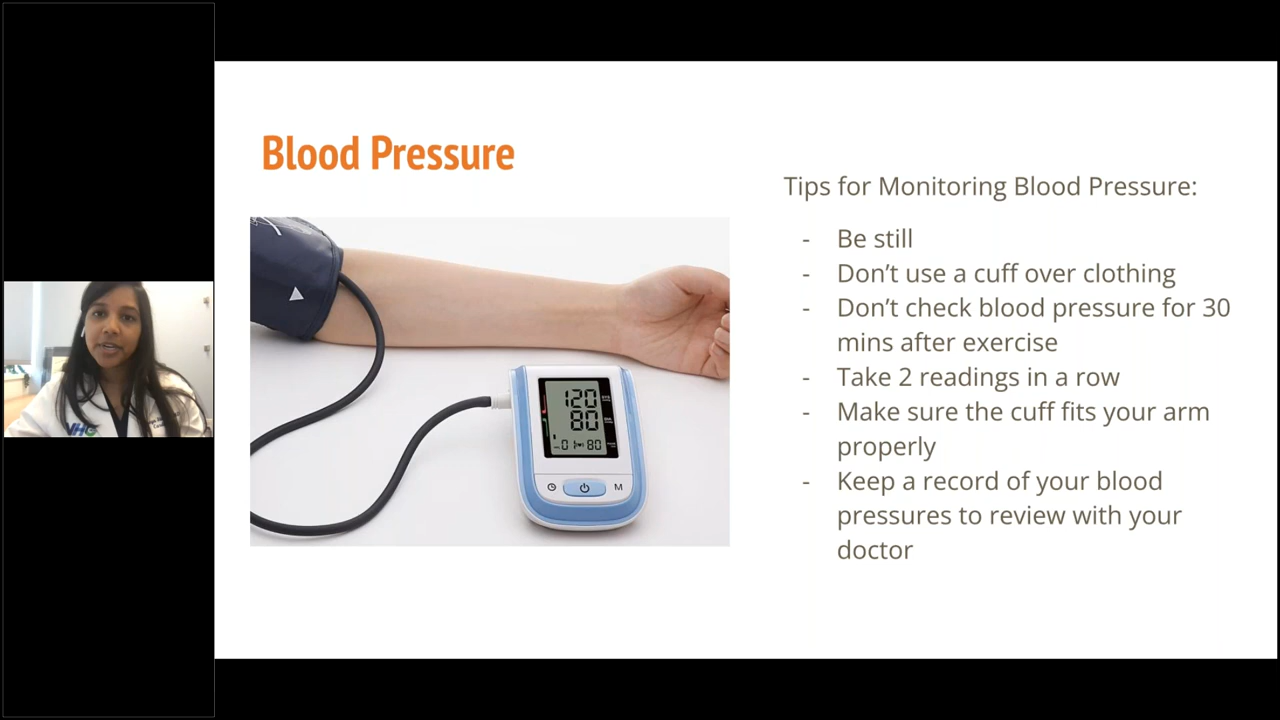 Blood Pressure
Tips for Monitoring Blood Pressure:
- Be still
- Don’t use a cuff over clothing
- Don’t check blood pressure for 30
mins after exercise
- Take 2 readings in a row
- Make sure the cuff fits your arm
properly
- Keep a record of your blood
pressures to review with your
doctor
120
80
80
M
VHC